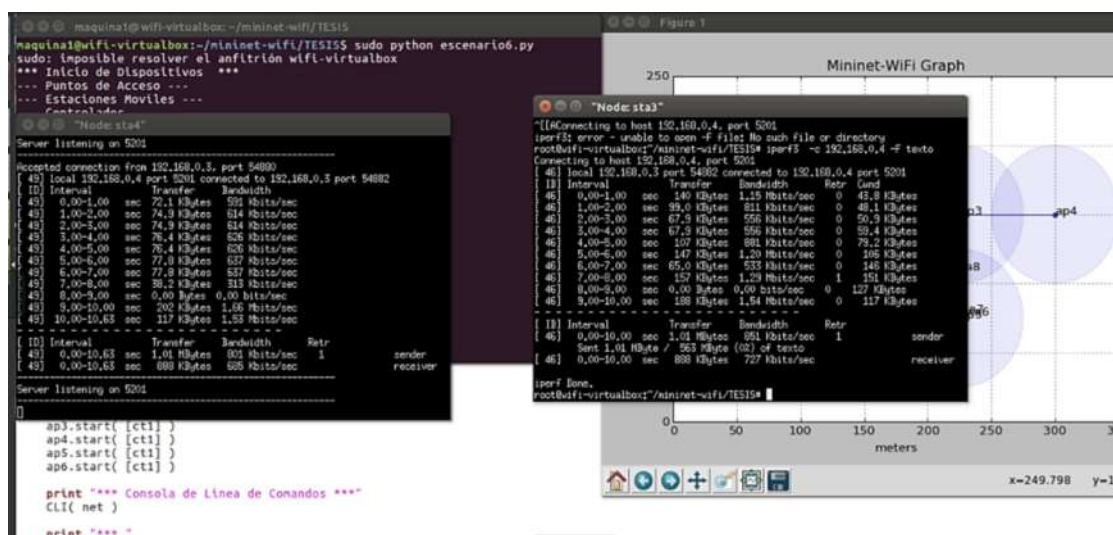 maquina1@wifi-virtualbox: ~/mininet-wifi/TESIS
maquina1@wifi-virtualbox:~/mininet-wifi/TESIS$ sudo python escenario6.py
sudo: imposible resolver el anfitrión wifi-virtualbox
*** Inicio de Dispositivos ***
--- Puntos de Acceso ---
--- Estaciones Moviles ---
--- Controlador
"Node: sta4"
Server listening on 5201
Accepted connection from 192.168.0.3, port 54880
[ 49] local 192.168.0.4 port 5201 connected to 192.168.0.3 port 54882
[ ID] Interval Transfer Bandwidth
[ 49] 0.00-1.00 sec 72.1 KBytes 591 Kbits/sec
[ 49] 1.00-2.00 sec 74.9 KBytes 614 Kbits/sec
[ 49] 2.00-3.00 sec 74.9 KBytes 614 Kbits/sec
[ 49] 3.00-4.00 sec 76.4 KBytes 626 Kbits/sec
[ 49] 4.00-5.00 sec 76.4 KBytes 626 Kbits/sec
[ 49] 5.00-6.00 sec 77.8 KBytes 637 Kbits/sec
[ 49] 6.00-7.00 sec 77.8 KBytes 637 Kbits/sec
[ 49] 7.00-8.00 sec 38.2 KBytes 313 Kbits/sec
[ 49] 8.00-9.00 sec 0.00 Bytes 0.00 bits/sec
[ 49] 9.00-10.00 sec 202 KBytes 1.66 Mbits/sec
[ 49] 10.00-10.63 sec 117 KBytes 1.53 Mbits/sec
- - - - - - - - - - - - - - - - - - - - - - - - -
[ ID] Interval Transfer Bandwidth Retr
[ 49] 0.00-10.63 sec 1.01 MBytes 801 Kbits/sec 1 sender
[ 49] 0.00-10.63 sec 888 KBytes 685 Kbits/sec receiver
Server listening on 5201
ap3.start( [ct1] )
ap4.start( [ct1] )
ap5.start( [ct1] )
ap6.start( [ct1] )
print "*** Consola de Linea de Comandos ***"
CLI( net )
print "*** "
"Node: sta3"
^[[AConnecting to host 192.168.0.4, port 5201
iperf3: error - unable to open -f file: No such file or directory
root@wifi-virtualbox:~/mininet-wifi/TESIS# iperf3 -c 192.168.0.4 -F texto
Connecting to host 192.168.0.4, port 5201
[ 46] local 192.168.0.3 port 54882 connected to 192.168.0.4 port 5201
[ ID] Interval Transfer Bandwidth Retr Cwnd
[ 46] 0.00-1.00 sec 140 KBytes 1.15 Mbits/sec 0 43.8 KBytes
[ 46] 1.00-2.00 sec 99.0 KBytes 811 Kbits/sec 0 48.1 KBytes
[ 46] 2.00-3.00 sec 67.9 KBytes 556 Kbits/sec 0 50.9 KBytes
[ 46] 3.00-4.00 sec 67.9 KBytes 556 Kbits/sec 0 59.4 KBytes
[ 46] 4.00-5.00 sec 107 KBytes 881 Kbits/sec 0 79.2 KBytes
[ 46] 5.00-6.00 sec 147 KBytes 1.20 Mbits/sec 0 106 KBytes
[ 46] 6.00-7.00 sec 65.0 KBytes 533 Kbits/sec 0 146 KBytes
[ 46] 7.00-8.00 sec 157 KBytes 1.29 Mbits/sec 1 151 KBytes
[ 46] 8.00-9.00 sec 0.00 Bytes 0.00 bits/sec 0 127 KBytes
[ 46] 9.00-10.00 sec 188 KBytes 1.54 Mbits/sec 0 117 KBytes
- - - - - - - - - - - - - - - - - - - - - - - - -
[ ID] Interval Transfer Bandwidth Retr
[ 46] 0.00-10.00 sec 1.01 MBytes 851 Kbits/sec 1 sender
Sent 1.01 MByte / 563 MByte (0%) of texto
[ 46] 0.00-10.00 sec 888 KBytes 727 Kbits/sec receiver
iperf Done.
root@wifi-virtualbox:~/mininet-wifi/TESIS#
Figure 1
Mininet-WiFi Graph
250
ap4
0
0 50 100 150 200 250 300
meters
x=249.798